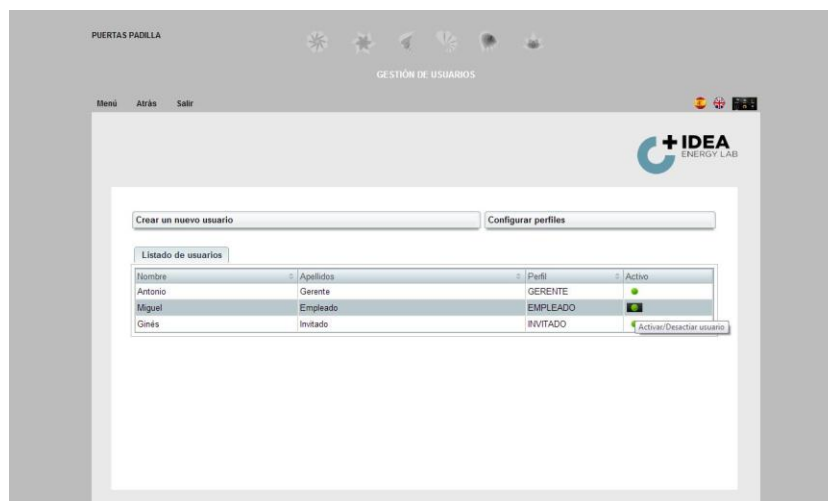 PUERTAS PADILLA
GESTIÓN DE USUARIOS
Menú Atrás Salir
+ IDEA
ENERGY LAB
Crear un nuevo usuario Configurar perfiles
Listado de usuarios
Nombre Apellidos Perfil Activo
Antonio Gerente GERENTE
Miguel Empleado EMPLEADO
Ginés Invitado INVITADO
Activar/Desactiar usuario